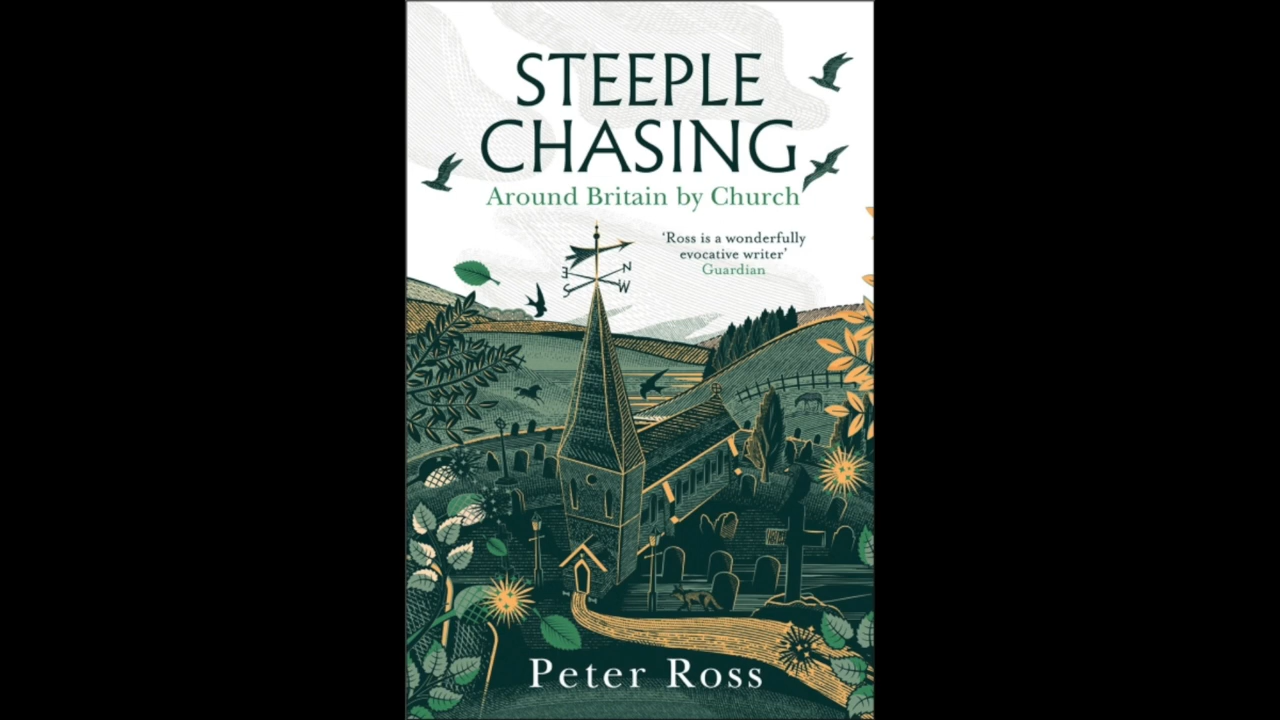 STEEPLE
CHASING
Around Britain by Church
‘Ross is a wonderfully
evocative writer’
Guardian
E N
S W
Peter Ross